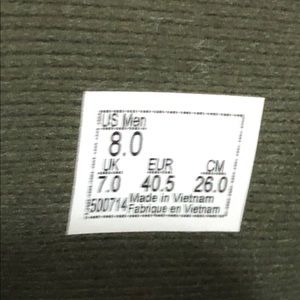 US Men
8.0
UK EUR CM
7.0 40.5 26.0
500714 Made in Vietnam
Fabrique en Vietnam